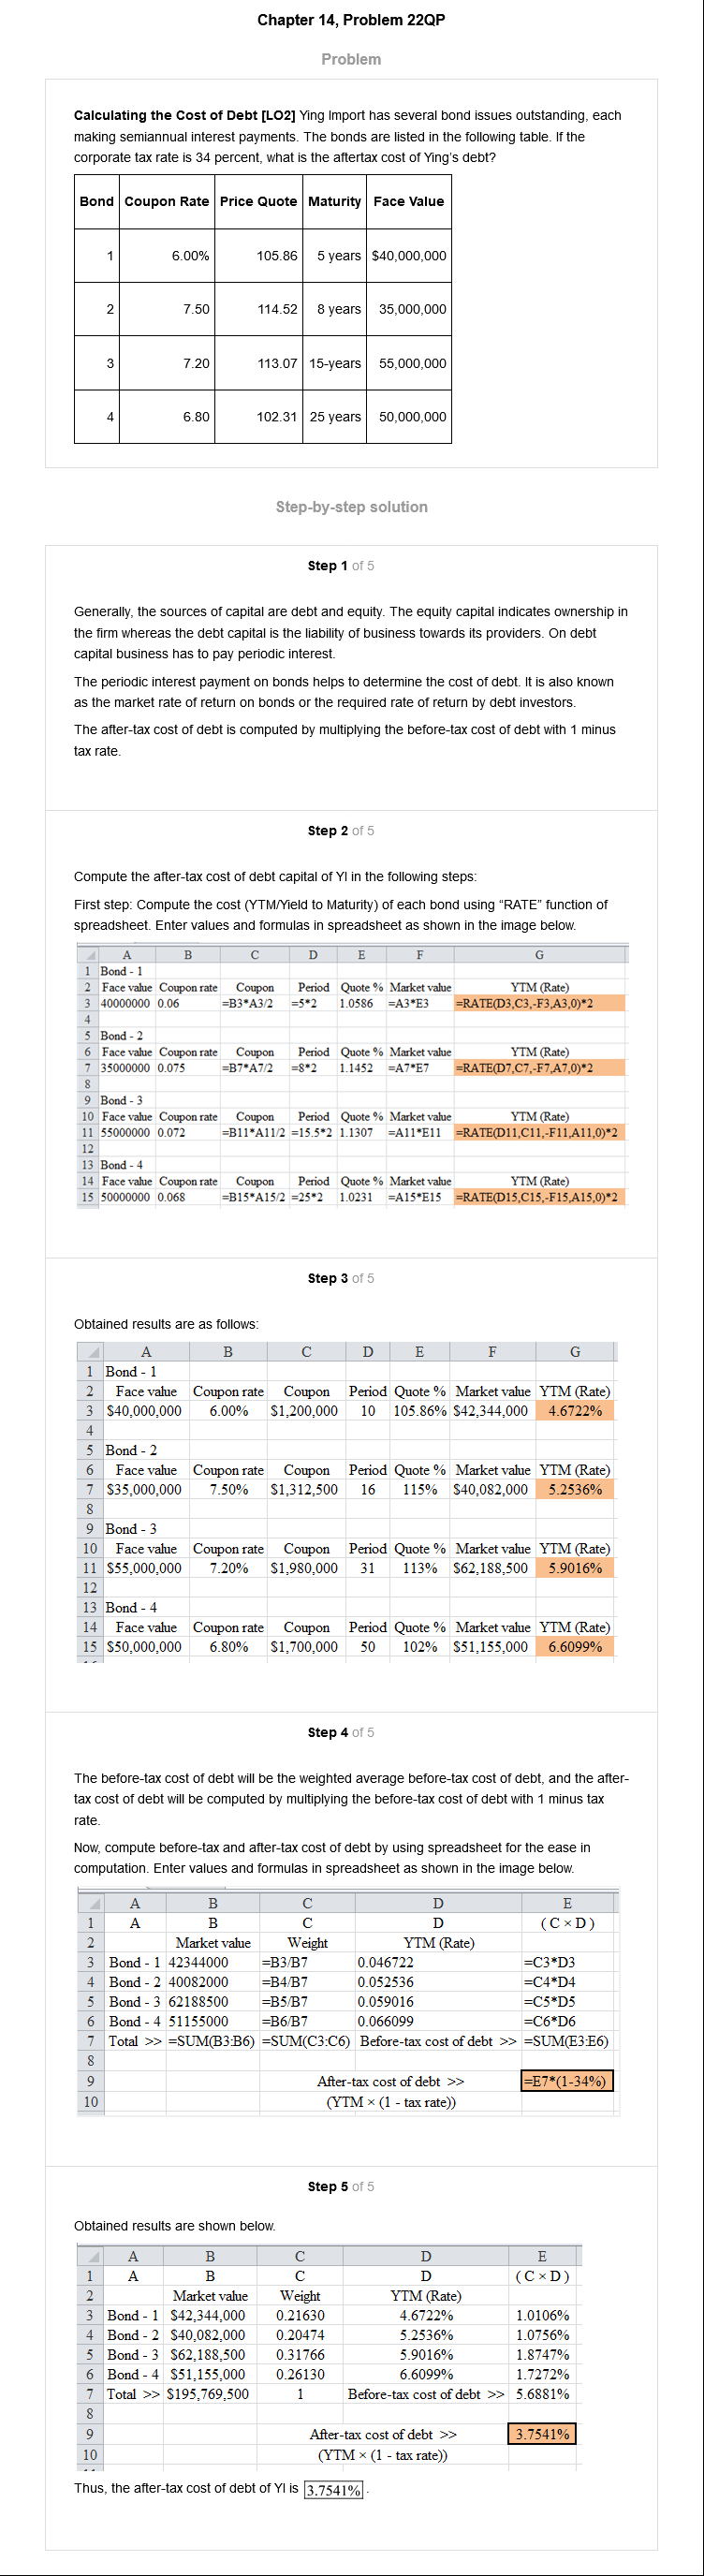 Chapter 14, Problem 22QP
Problem
Calculating the Cost of Debt [LO2] Ying Import has several bond issues outstanding, each
making semiannual interest payments. The bonds are listed in the following table. If the
corporate tax rate is 34 percent, what is the aftertax cost of Ying's debt?
Bond Coupon Rate Price Quote Maturity Face Value
1 6.00% 105.86 5 years $40,000,000
2 7.50 114.52 8 years 35,000,000
3 7.20 113.07 15-years 55,000,000
4 6.80 102.31 25 years 50,000,000
Step-by-step solution
Step 1 of 5
Generally, the sources of capital are debt and equity. The equity capital indicates ownership in
the firm whereas the debt capital is the liability of business towards its providers. On debt
capital business has to pay periodic interest.
The periodic interest payment on bonds helps to determine the cost of debt. It is also known
as the market rate of return on bonds or the required rate of return by debt investors.
The after-tax cost of debt is computed by multiplying the before-tax cost of debt with 1 minus
tax rate.
Step 2 of 5
Compute the after-tax cost of debt capital of YI in the following steps:
First step: Compute the cost (YTM/Yield to Maturity) of each bond using “RATE” function of
spreadsheet. Enter values and formulas in spreadsheet as shown in the image below.
A B C D E F G
1 Bond - 1
2 Face value Coupon rate Coupon Period Quote % Market value YTM (Rate)
3 40000000 0.06 =B3*A3/2 =5*2 1.0586 =A3*E3 =RATE(D3,C3,-F3,A3,0)*2
4
5 Bond - 2
6 Face value Coupon rate Coupon Period Quote % Market value YTM (Rate)
7 35000000 0.075 =B7*A7/2 =8*2 1.1452 =A7*E7 =RATE(D7,C7,-F7,A7,0)*2
8
9 Bond - 3
10 Face value Coupon rate Coupon Period Quote % Market value YTM (Rate)
11 55000000 0.072 =B11*A11/2 =15.5*2 1.1307 =A11*E11 =RATE(D11,C11,-F11,A11,0)*2
12
13 Bond - 4
14 Face value Coupon rate Coupon Period Quote % Market value YTM (Rate)
15 50000000 0.068 =B15*A15/2 =25*2 1.0231 =A15*E15 =RATE(D15,C15,-F15,A15,0)*2
Step 3 of 5
Obtained results are as follows:
A B C D E F G
1 Bond - 1
2 Face value Coupon rate Coupon Period Quote % Market value YTM (Rate)
3 $40,000,000 6.00% $1,200,000 10 105.86% $42,344,000 4.6722%
4
5 Bond - 2
6 Face value Coupon rate Coupon Period Quote % Market value YTM (Rate)
7 $35,000,000 7.50% $1,312,500 16 115% $40,082,000 5.2536%
8
9 Bond - 3
10 Face value Coupon rate Coupon Period Quote % Market value YTM (Rate)
11 $55,000,000 7.20% $1,980,000 31 113% $62,188,500 5.9016%
12
13 Bond - 4
14 Face value Coupon rate Coupon Period Quote % Market value YTM (Rate)
15 $50,000,000 6.80% $1,700,000 50 102% $51,155,000 6.6099%
Step 4 of 5
The before-tax cost of debt will be the weighted average before-tax cost of debt, and the after-
tax cost of debt will be computed by multiplying the before-tax cost of debt with 1 minus tax
rate.
Now, compute before-tax and after-tax cost of debt by using spreadsheet for the ease in
computation. Enter values and formulas in spreadsheet as shown in the image below.
A B C D E
1 A B C D ( C × D )
2 Market value Weight YTM (Rate)
3 Bond - 1 42344000 =B3/B7 0.046722 =C3*D3
4 Bond - 2 40082000 =B4/B7 0.052536 =C4*D4
5 Bond - 3 62188500 =B5/B7 0.059016 =C5*D5
6 Bond - 4 51155000 =B6/B7 0.066099 =C6*D6
7 Total >> =SUM(B3:B6) =SUM(C3:C6) Before-tax cost of debt >> =SUM(E3:E6)
8
9 After-tax cost of debt >> =E7*(1-34%)
10 (YTM × (1 - tax rate))
Step 5 of 5
Obtained results are shown below.
A B C D E
1 A B C D ( C × D )
2 Market value Weight YTM (Rate)
3 Bond - 1 $42,344,000 0.21630 4.6722% 1.0106%
4 Bond - 2 $40,082,000 0.20474 5.2536% 1.0756%
5 Bond - 3 $62,188,500 0.31766 5.9016% 1.8747%
6 Bond - 4 $51,155,000 0.26130 6.6099% 1.7272%
7 Total >> $195,769,500 1 Before-tax cost of debt >> 5.6881%
8
9 After-tax cost of debt >> 3.7541%
10 (YTM × (1 - tax rate))
Thus, the after-tax cost of debt of YI is 3.7541% .